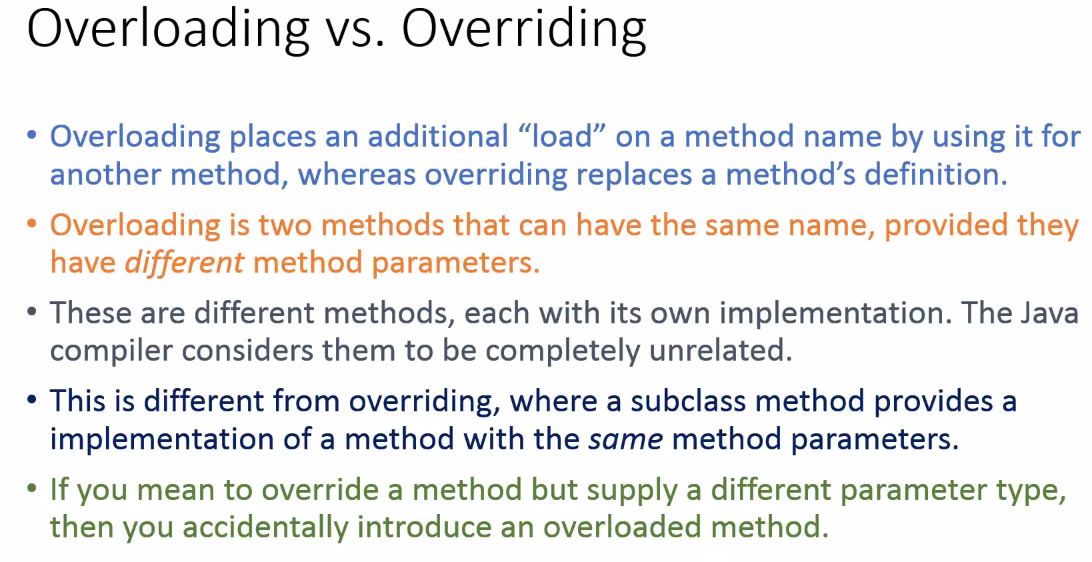 Overloading vs. Overriding
• Overloading places an additional “load” on a method name by using it for
another method, whereas overriding replaces a method’s definition.
• Overloading is two methods that can have the same name, provided they
have different method parameters.
• These are different methods, each with its own implementation. The Java
compiler considers them to be completely unrelated.
• This is different from overriding, where a subclass method provides a
implementation of a method with the same method parameters.
• If you mean to override a method but supply a different parameter type,
then you accidentally introduce an overloaded method.